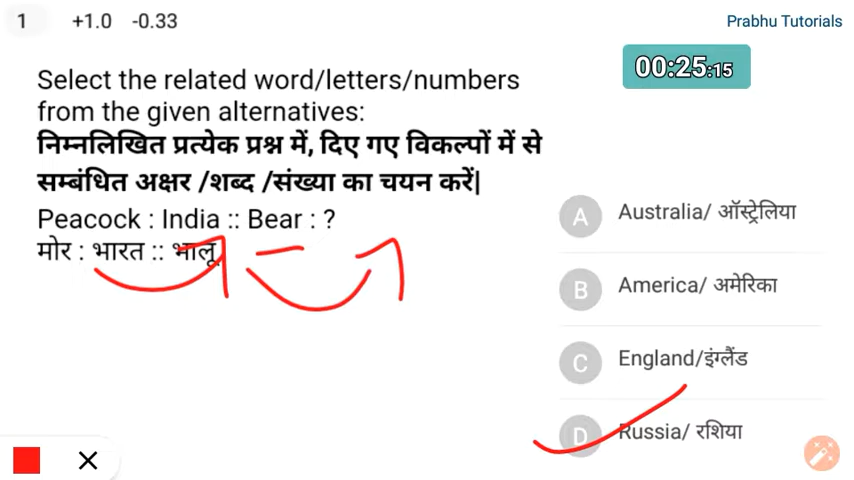 1 +1.0 -0.33
Prabhu Tutorials
00:25:15
Select the related word/letters/numbers
from the given alternatives:
निम्नलिखित प्रत्येक प्रश्न में, दिए गए विकल्पों में से
सम्बंधित अक्षर /शब्द /संख्या का चयन करें|
Peacock : India :: Bear : ?
मोर : भारत :: भालू
A Australia/ ऑस्ट्रेलिया
B America/ अमेरिका
C England/इंग्लैंड
D Russia/ रशिया